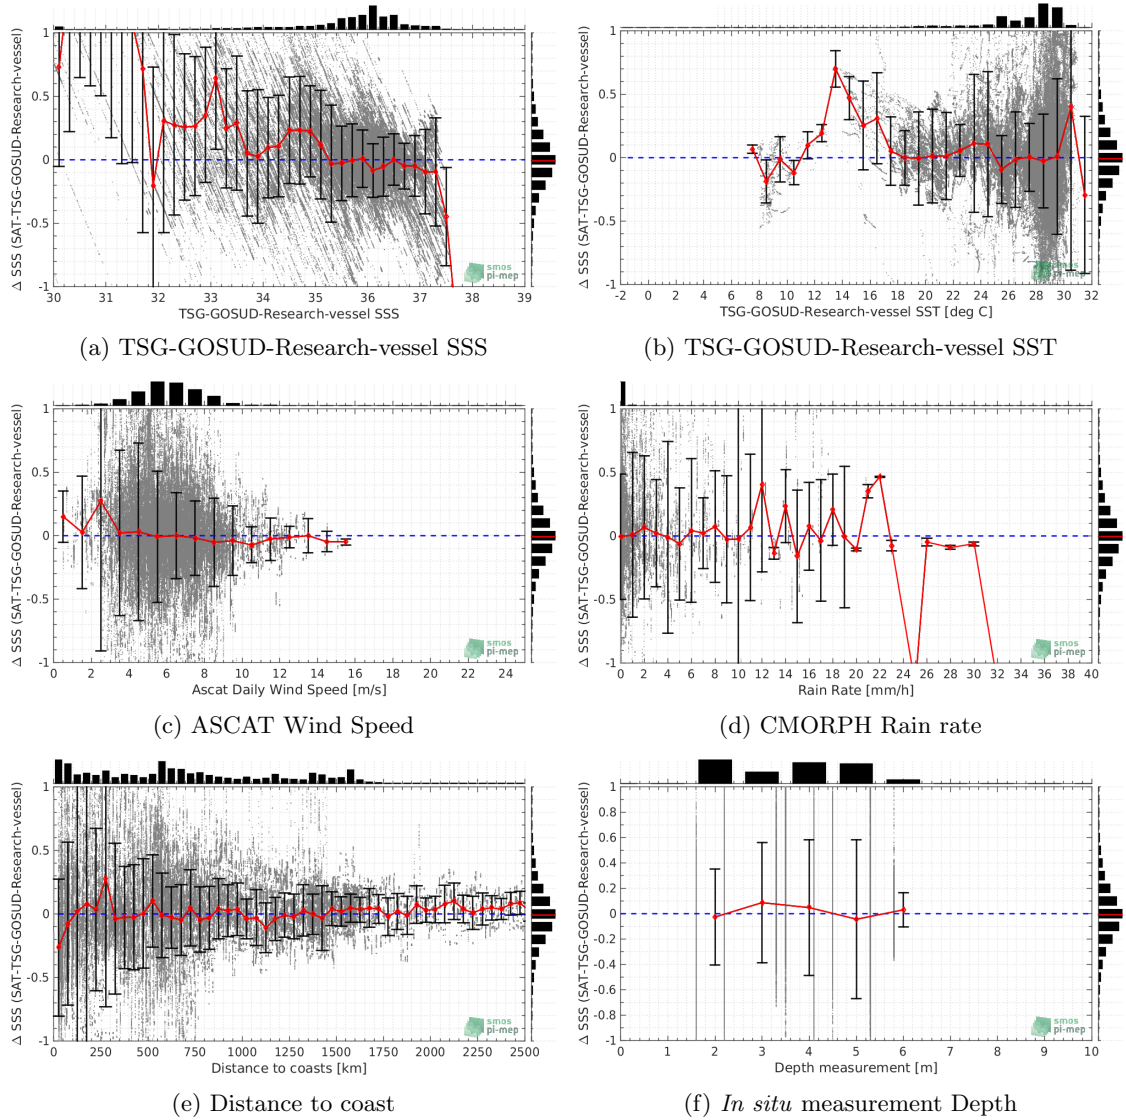 Δ SSS (SAT-TSG-GOSUD-Research-vessel)
1
0.5
0
-0.5
-1
smos
pi-mep
30 31 32 33 34 35 36 37 38 39
TSG-GOSUD-Research-vessel SSS
(a) TSG-GOSUD-Research-vessel SSS
Δ SSS (SAT-TSG-GOSUD-Research-vessel)
1
0.5
0
-0.5
-1
smos
pi-mep
-2 0 2 4 6 8 10 12 14 16 18 20 22 24 26 28 30 32
TSG-GOSUD-Research-vessel SST [deg C]
(b) TSG-GOSUD-Research-vessel SST
Δ SSS (SAT-TSG-GOSUD-Research-vessel)
1
0.5
0
-0.5
-1
smos
pi-mep
0 2 4 6 8 10 12 14 16 18 20 22 24
Ascat Daily Wind Speed [m/s]
(c) ASCAT Wind Speed
Δ SSS (SAT-TSG-GOSUD-Research-vessel)
1
0.5
0
-0.5
-1
smos
pi-mep
0 2 4 6 8 10 12 14 16 18 20 22 24 26 28 30 32 34 36 38 40
Rain Rate [mm/h]
(d) CMORPH Rain rate
Δ SSS (SAT-TSG-GOSUD-Research-vessel)
1
0.5
0
-0.5
-1
smos
pi-mep
0 250 500 750 1000 1250 1500 1750 2000 2250 2500
Distance to coasts [km]
(e) Distance to coast
Δ SSS (SAT-TSG-GOSUD-Research-vessel)
1
0.8
0.6
0.4
0.2
0
-0.2
-0.4
-0.6
-0.8
-1
smos
pi-mep
0 1 2 3 4 5 6 7 8 9 10
Depth measurement [m]
(f) In situ measurement Depth